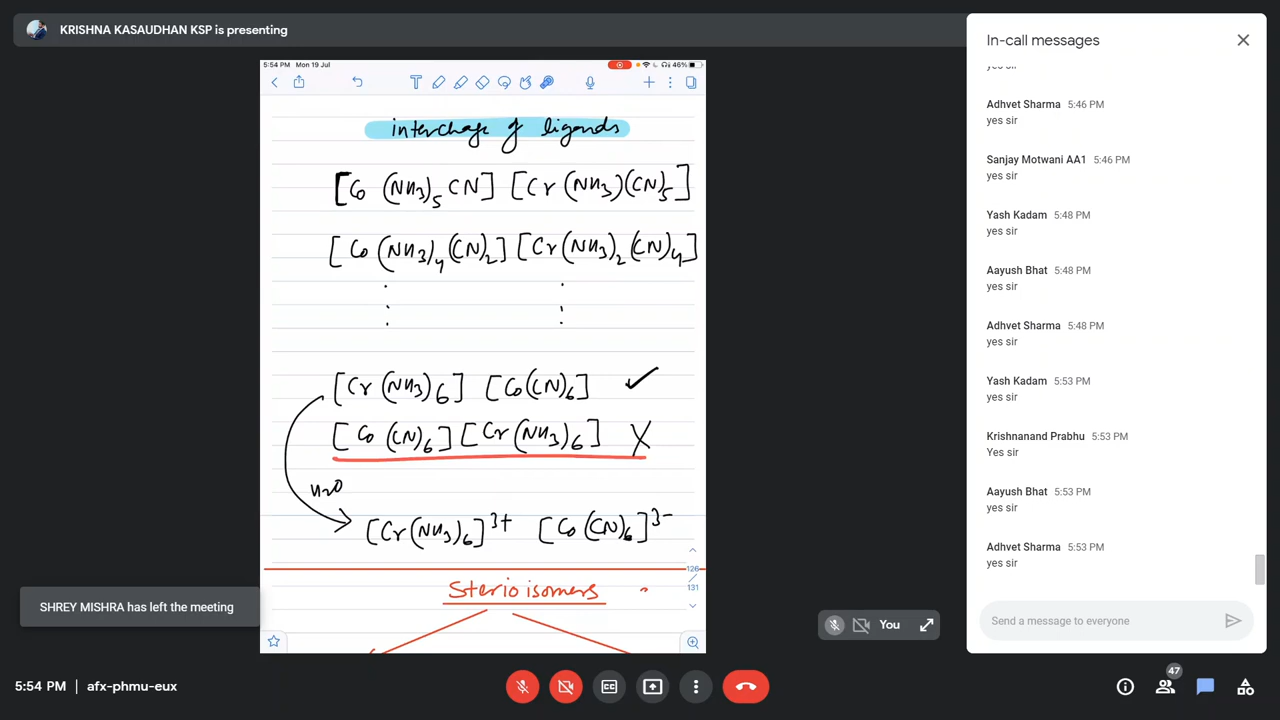 KRISHNA KASAUDHAN KSP is presenting
In-call messages
5:54 PM Mon 19 Jul
46%
interchage of ligands
[Co (NH3)5 CN] [Cr (NH3)(CN)5]
[Co (NH3)4 (CN)2] [Cr (NH3)2 (CN)4]
[Cr (NH3)6] [Co(CN)6] ✓
[Co (CN)6] [Cr (NH3)6] X
H2O
[Cr(NH3)6]3+ [Co (CN)6]3−
126
131
Sterio isomers
yes sir
Adhvet Sharma 5:46 PM
yes sir
Sanjay Motwani AA1 5:46 PM
yes sir
Yash Kadam 5:48 PM
yes sir
Aayush Bhat 5:48 PM
yes sir
Adhvet Sharma 5:48 PM
yes sir
Yash Kadam 5:53 PM
yes sir
Krishnanand Prabhu 5:53 PM
Yes sir
Aayush Bhat 5:53 PM
yes sir
Adhvet Sharma 5:53 PM
yes sir
Send a message to everyone
SHREY MISHRA has left the meeting
You
5:54 PM | afx-phmu-eux
47